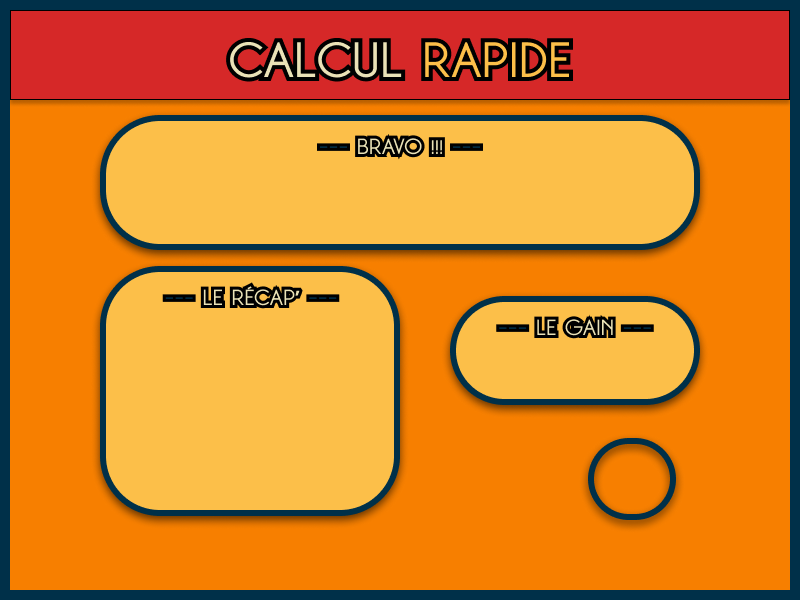 CALCUL RAPIDE
--- BRAVO !!! ---
--- LE RÉCAP' ---
--- LE GAIN ---